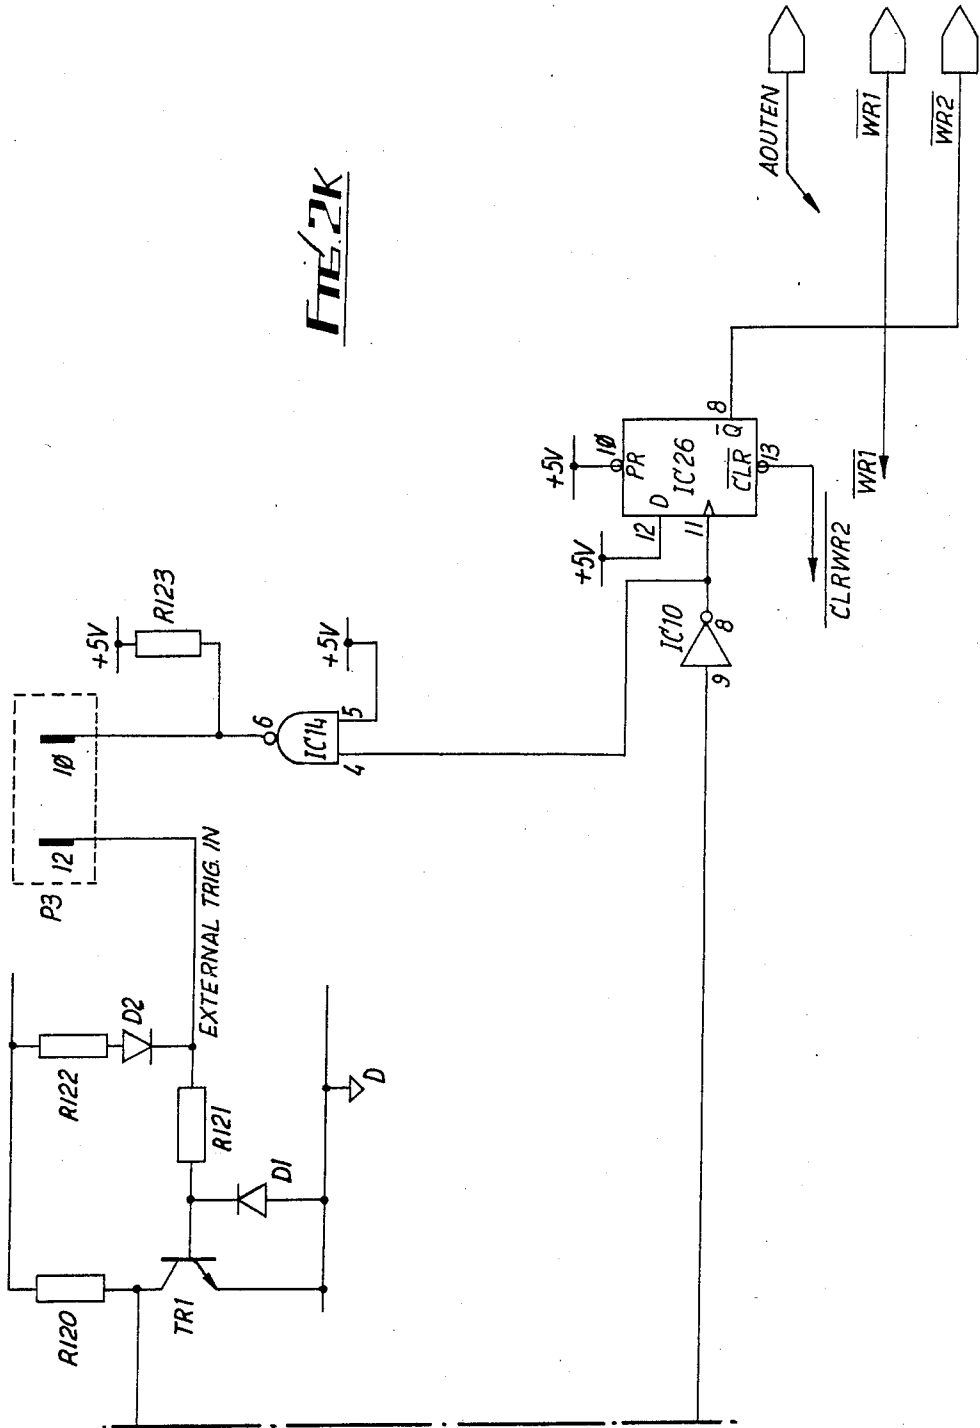 FIG.2K
P3
12
10
+5V
R123
EXTERNAL TRIG. IN
R122
D2
R121
D1
D
R120
TR1
6
IC14
5
4
+5V
IC10
9
8
+5V
+5V
10
PR
12
D
IC26
11
CLR
Q
8
13
CLRWR2
WR1
AOUTEN
WR1
WR2